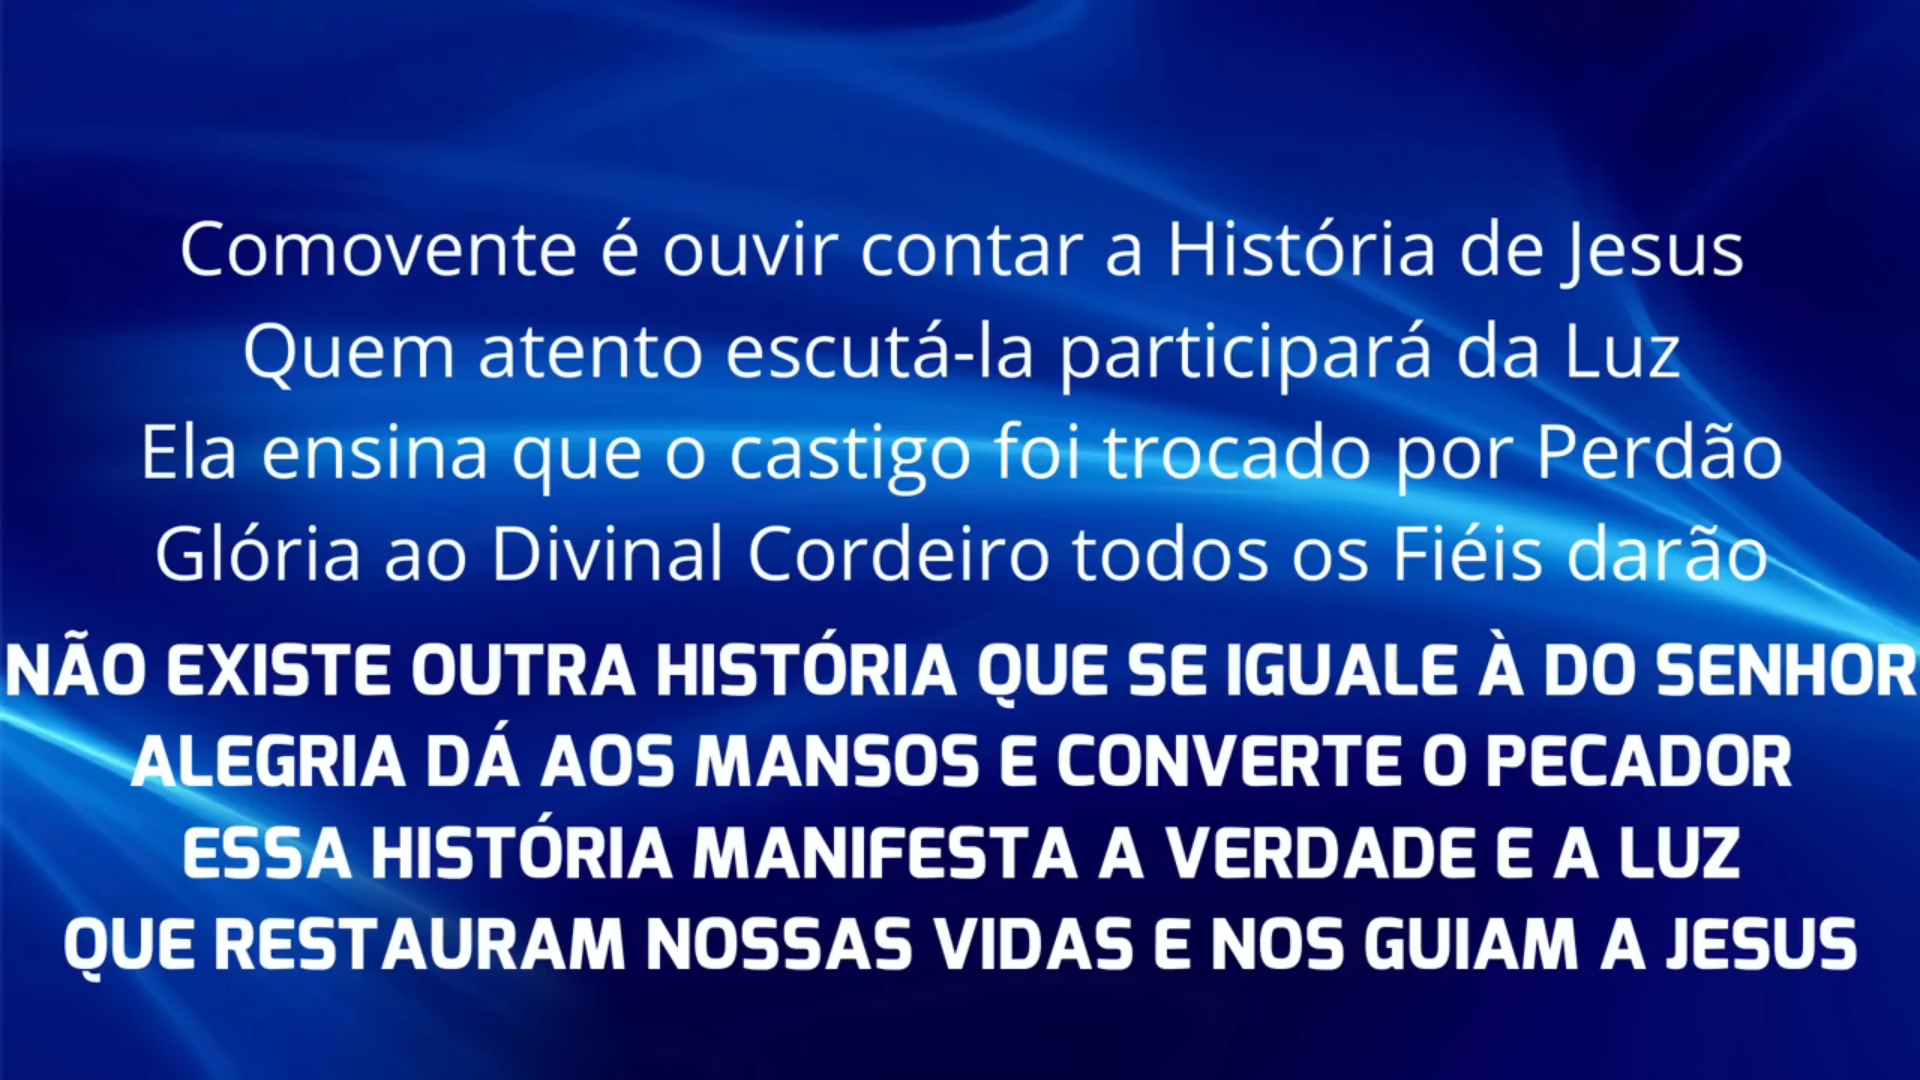 Comovente é ouvir contar a História de Jesus
Quem atento escutá-la participará da Luz
Ela ensina que o castigo foi trocado por Perdão
Glória ao Divinal Cordeiro todos os Fiéis darão
NÃO EXISTE OUTRA HISTÓRIA QUE SE IGUALE À DO SENHOR
ALEGRIA DÁ AOS MANSOS E CONVERTE O PECADOR
ESSA HISTÓRIA MANIFESTA A VERDADE E A LUZ
QUE RESTAURAM NOSSAS VIDAS E NOS GUIAM A JESUS